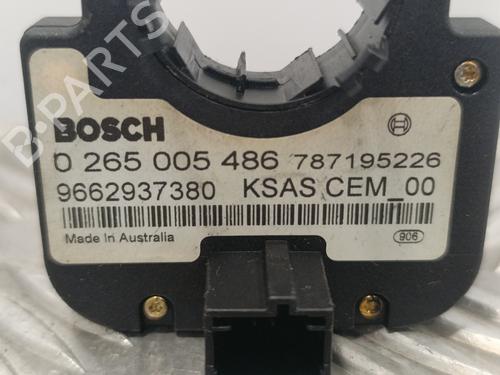 B-PARTS
BOSCH
0 265 005 486 787195226
9662937380 KSAS CEM_00
Made in Australia
906